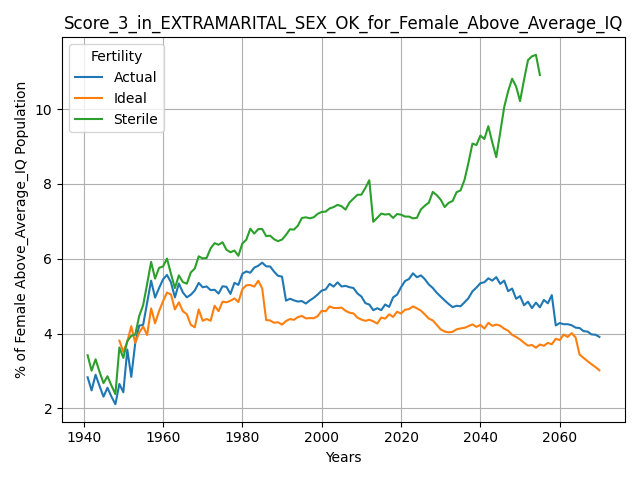 Score_3_in_EXTRAMARITAL_SEX_OK_for_Female_Above_Average_IQ
Fertility
Actual
Ideal
Sterile
% of Female Above_Average_IQ Population
10
8
6
4
2
1940 1960 1980 2000 2020 2040 2060
Years